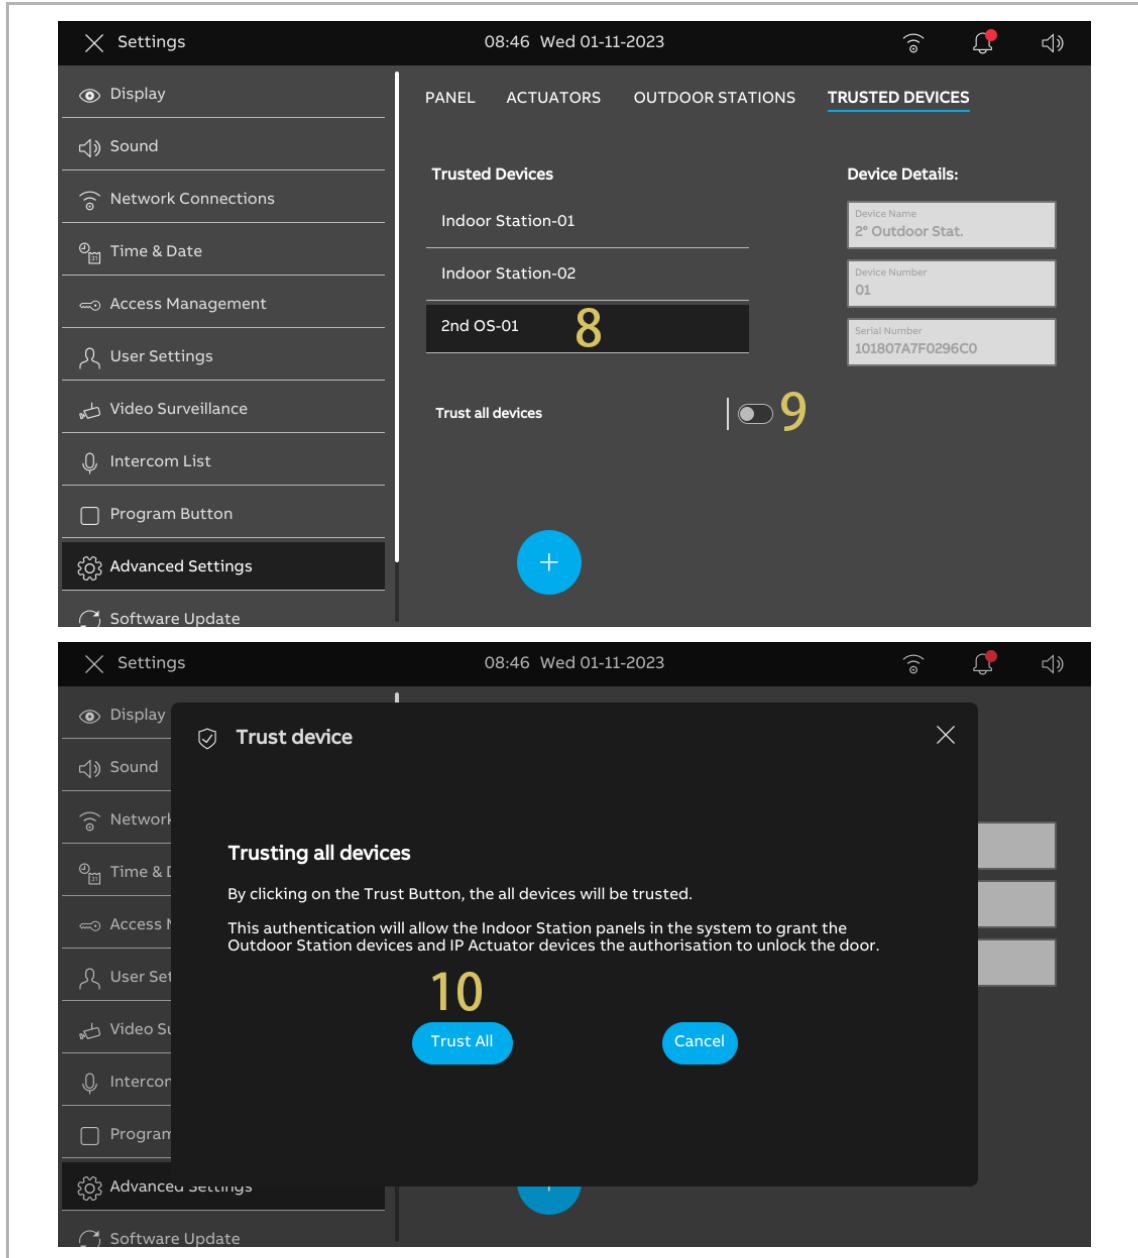 Settings
08:46 Wed 01-11-2023
Display
Sound
Network Connections
Time & Date
Access Management
User Settings
Video Surveillance
Intercom List
Program Button
Advanced Settings
Software Update
PANEL ACTUATORS OUTDOOR STATIONS TRUSTED DEVICES
Trusted Devices
Indoor Station-01
Indoor Station-02
2nd OS-01 8
Trust all devices 9
+
Device Details:
Device Name
2° Outdoor Stat.
Device Number
01
Serial Number
101807A7F0296C0
Settings
08:46 Wed 01-11-2023
Display
Sound
Network
Time & D
Access M
User Set
Video Su
Intercom
Program
Advanced Settings
Software Update
Trust device
Trusting all devices
By clicking on the Trust Button, the all devices will be trusted.
This authentication will allow the Indoor Station panels in the system to grant the
Outdoor Station devices and IP Actuator devices the authorisation to unlock the door.
10
Trust All Cancel